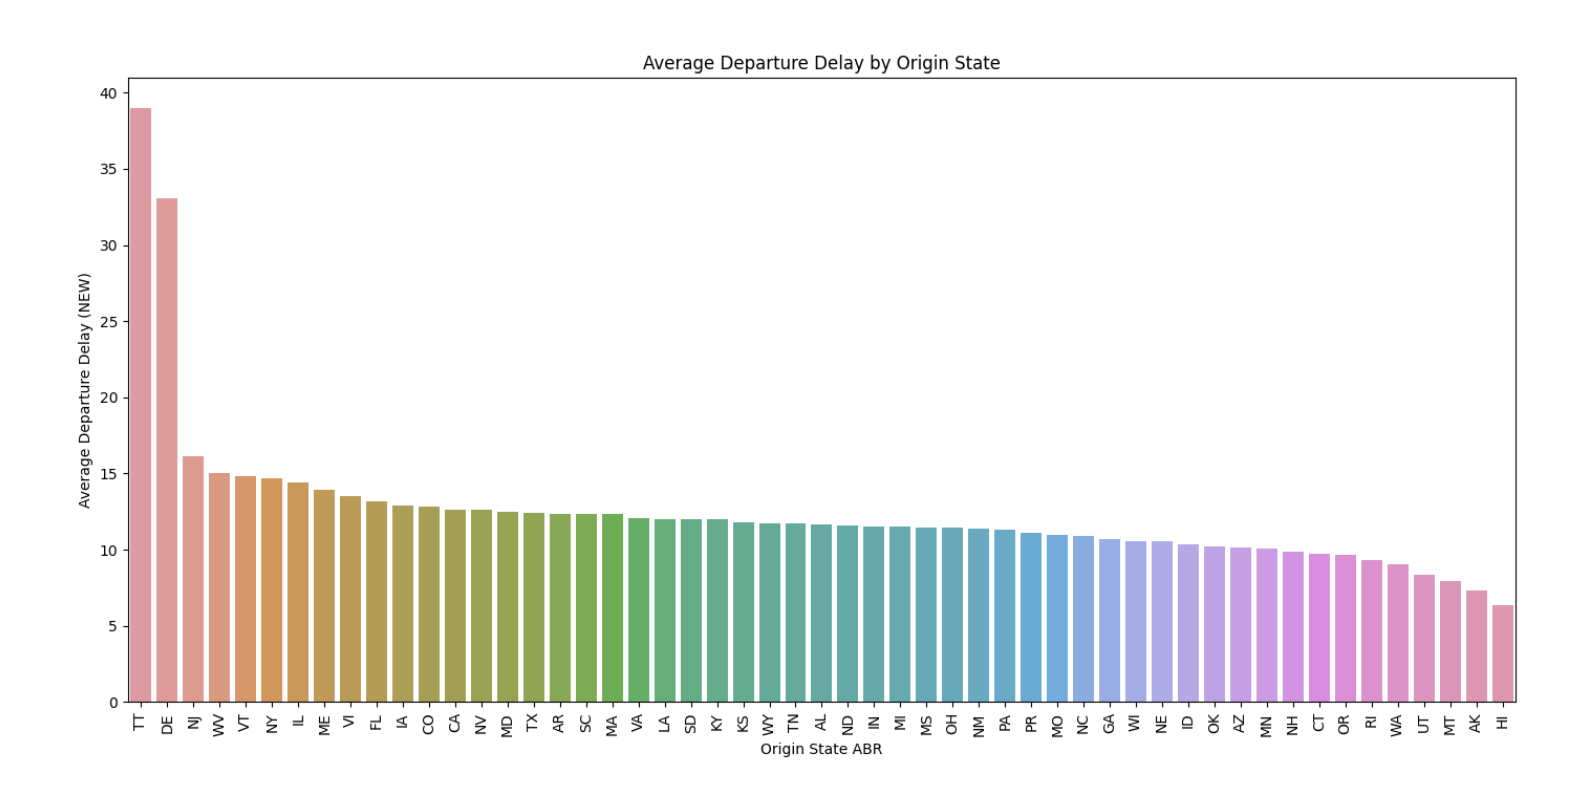 Average Departure Delay by Origin State
Average Departure Delay (NEW)
40
35
30
25
20
15
10
5
0
TT DE NJ WV VT NY IL ME VI FL IA CO CA NV MD TX AR SC MA VA LA SD KY KS WY TN AL ND IN MI MS OH NM PA PR MO NC GA WI NE ID OK AZ MN NH CT OR RI WA UT MT AK HI
Origin State ABR